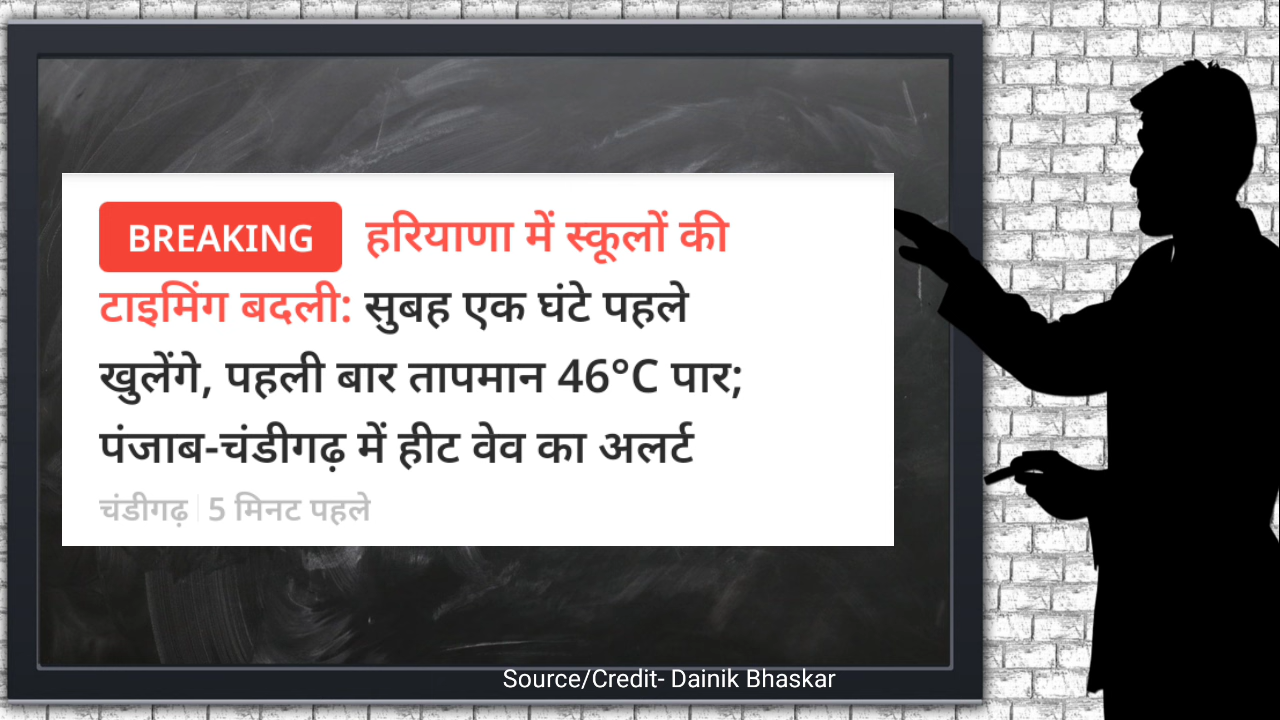 BREAKING हरियाणा में स्कूलों की
टाइमिंग बदली: सुबह एक घंटे पहले
खुलेंगे, पहली बार तापमान 46°C पार;
पंजाब-चंडीगढ़ में हीट वेव का अलर्ट
चंडीगढ़ 5 मिनट पहले
Source/Credit- Dainik Bhaskar